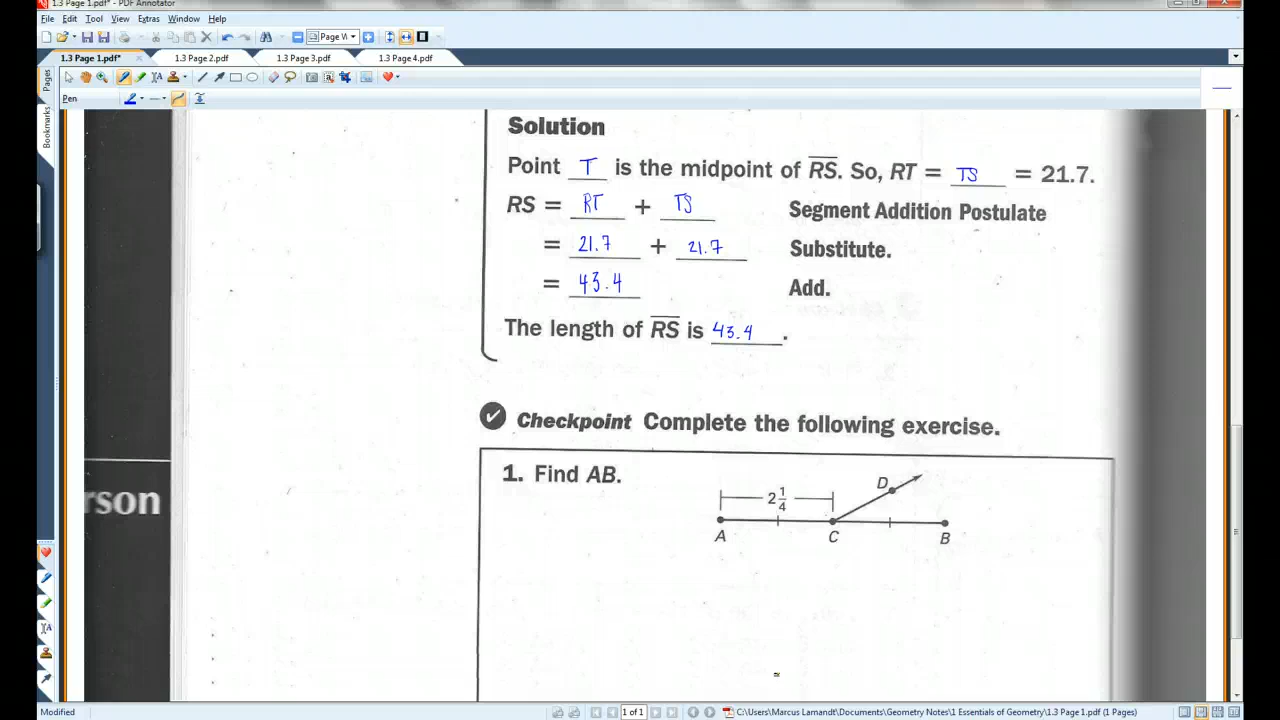 1.3 Page 1.pdf* - PDF Annotator
File Edit Tool View Extras Window Help
Page W
1.3 Page 1.pdf* 1.3 Page 2.pdf 1.3 Page 3.pdf 1.3 Page 4.pdf
Pages
Bookmarks
Pen
Solution
Point T is the midpoint of RS. So, RT = TS = 21.7.
RS = RT + TS Segment Addition Postulate
= 21.7 + 21.7 Substitute.
= 43.4 Add.
The length of RS is 43.4.
Checkpoint Complete the following exercise.
rson
1. Find AB.
2 1/4
D
A C B
Modified 1 of 1 C:\Users\Marcus Lamandt\Documents\Geometry Notes\1 Essentials of Geometry\1.3 Page 1.pdf (1 Pages)